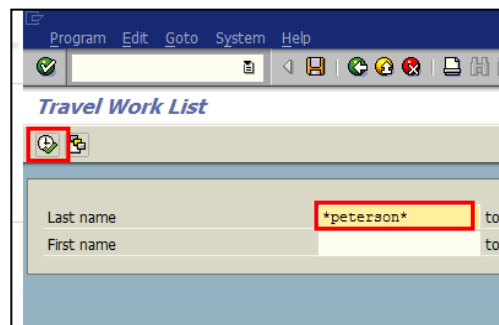 Program Edit Goto System Help
Travel Work List
Last name *peterson* to
First name to